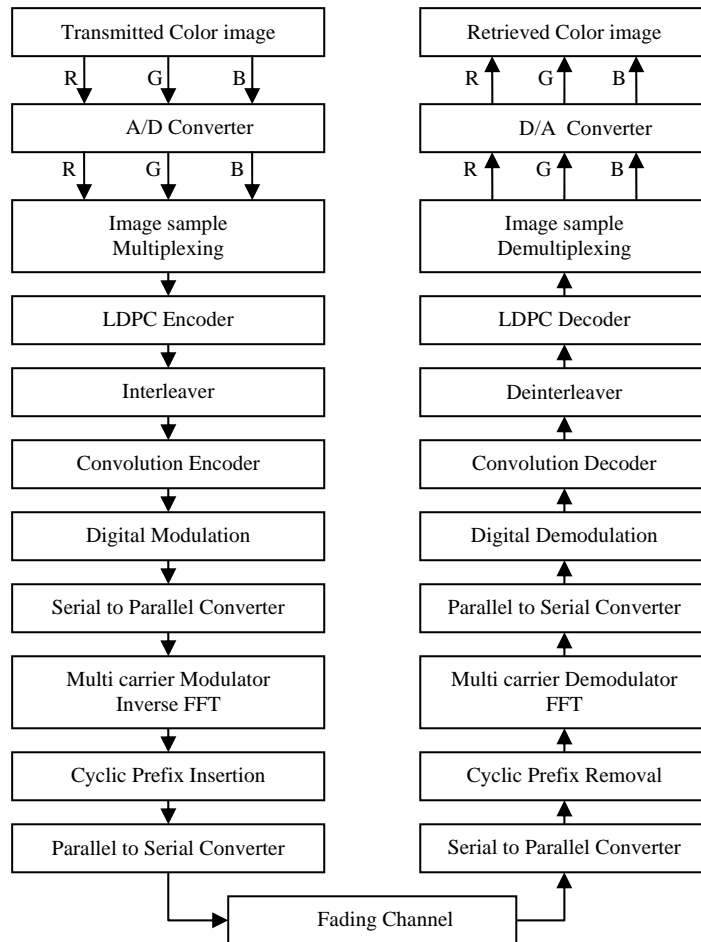 Transmitted Color image
R G B
A/D Converter
R G B
Image sample
Multiplexing
LDPC Encoder
Interleaver
Convolution Encoder
Digital Modulation
Serial to Parallel Converter
Multi carrier Modulator
Inverse FFT
Cyclic Prefix Insertion
Parallel to Serial Converter
Fading Channel
Retrieved Color image
R G B
D/A Converter
R G B
Image sample
Demultiplexing
LDPC Decoder
Deinterleaver
Convolution Decoder
Digital Demodulation
Parallel to Serial Converter
Multi carrier Demodulator
FFT
Cyclic Prefix Removal
Serial to Parallel Converter